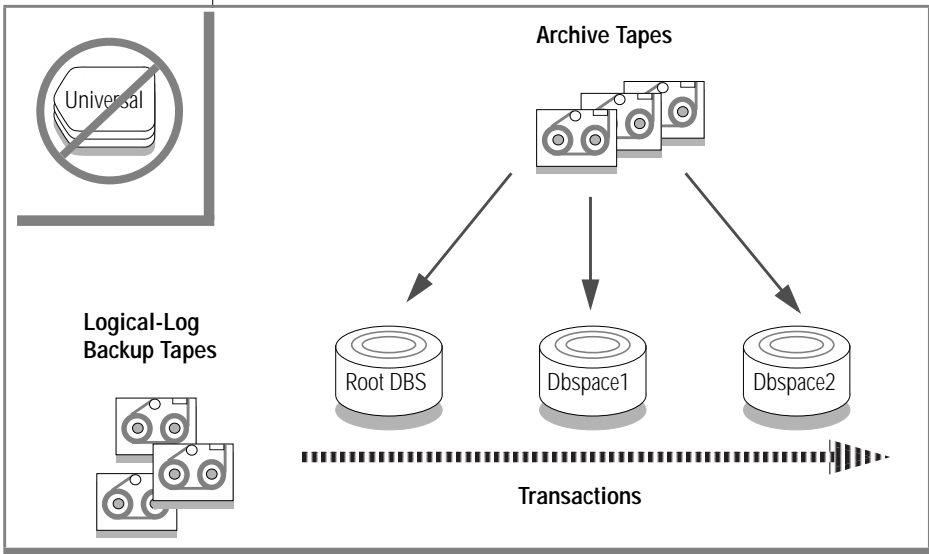 Universal
Archive Tapes
Logical-Log
Backup Tapes
Root DBS
Dbspace1
Dbspace2
Transactions